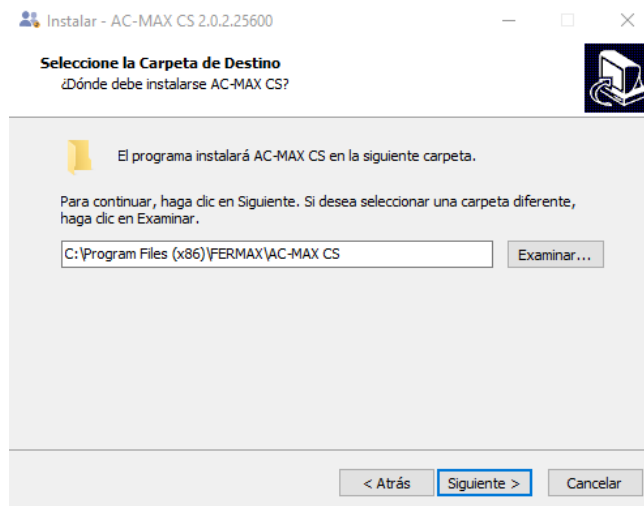 Instalar - AC-MAX CS 2.0.2.25600
Seleccione la Carpeta de Destino
¿Dónde debe instalarse AC-MAX CS?
El programa instalará AC-MAX CS en la siguiente carpeta.
Para continuar, haga clic en Siguiente. Si desea seleccionar una carpeta diferente,
haga clic en Examinar.
C:\Program Files (x86)\FERMAX\AC-MAX CS
Examinar...
< Atrás
Siguiente >
Cancelar